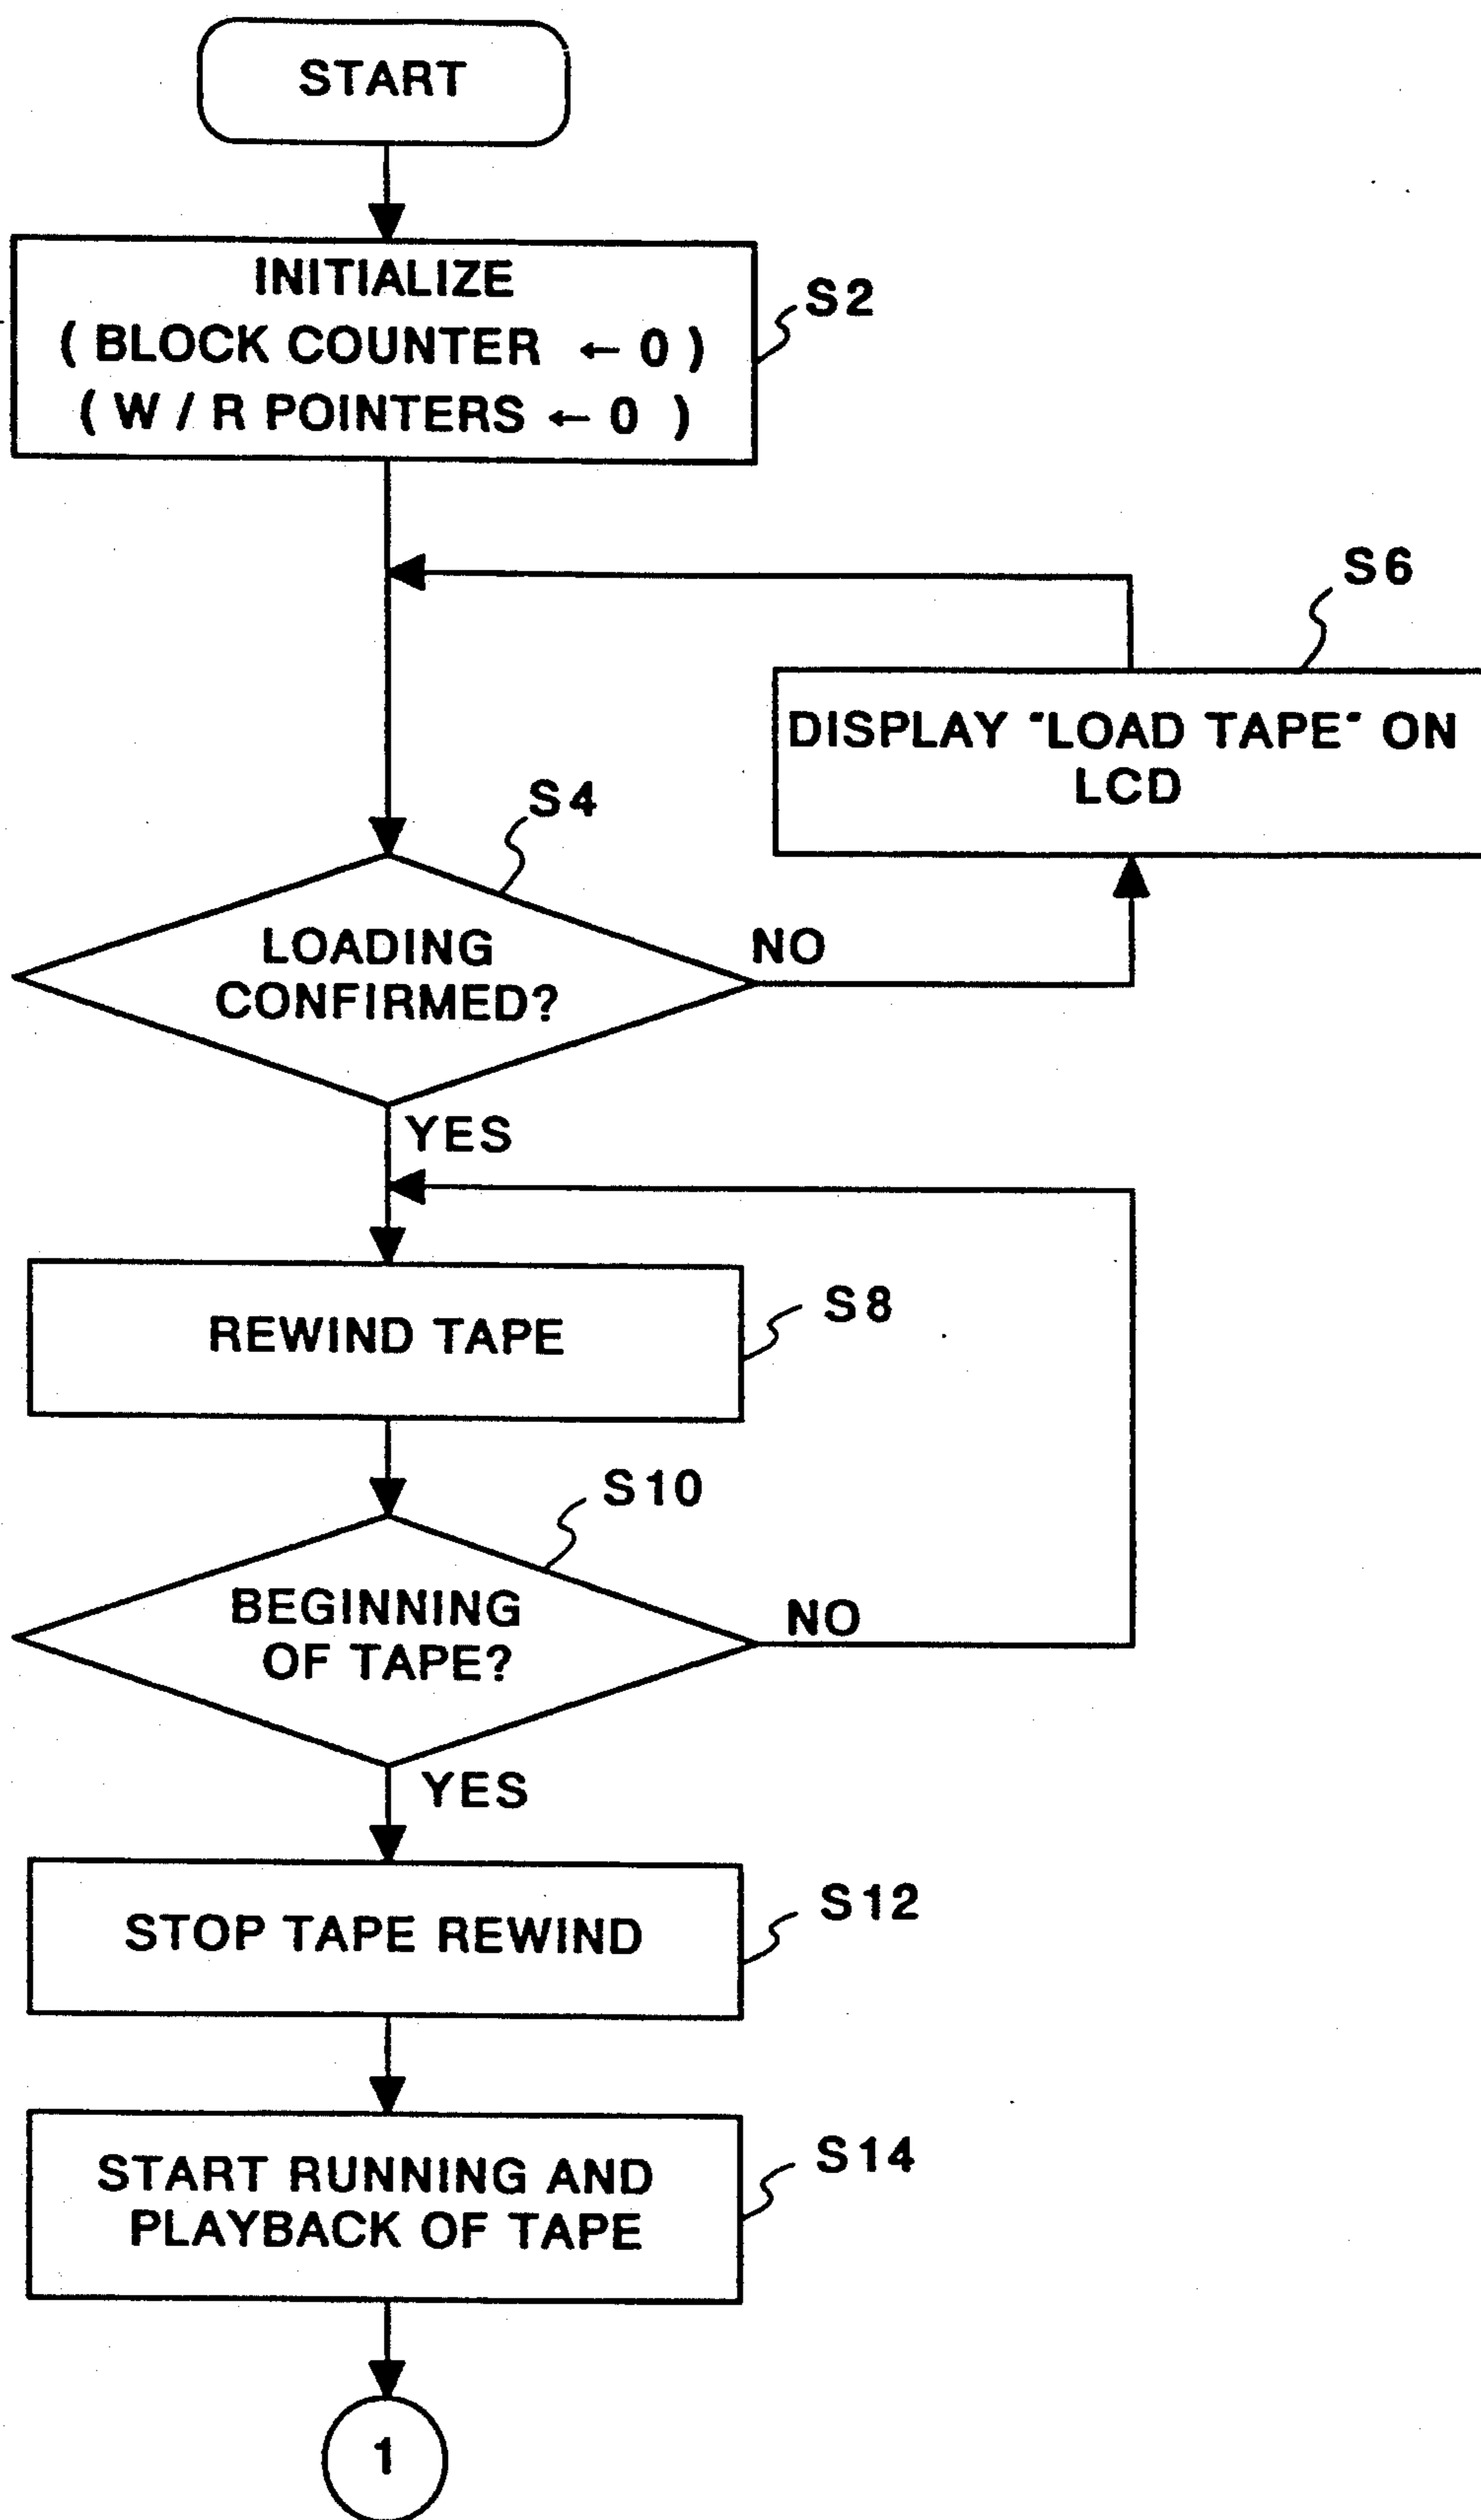 START
INITIALIZE
( BLOCK COUNTER ← 0 )
( W / R POINTERS ← 0 )
S2
S6
DISPLAY "LOAD TAPE" ON
LCD
S4
LOADING
CONFIRMED?
NO
YES
REWIND TAPE
S8
S10
BEGINNING
OF TAPE?
NO
YES
STOP TAPE REWIND
S12
START RUNNING AND
PLAYBACK OF TAPE
S14
1